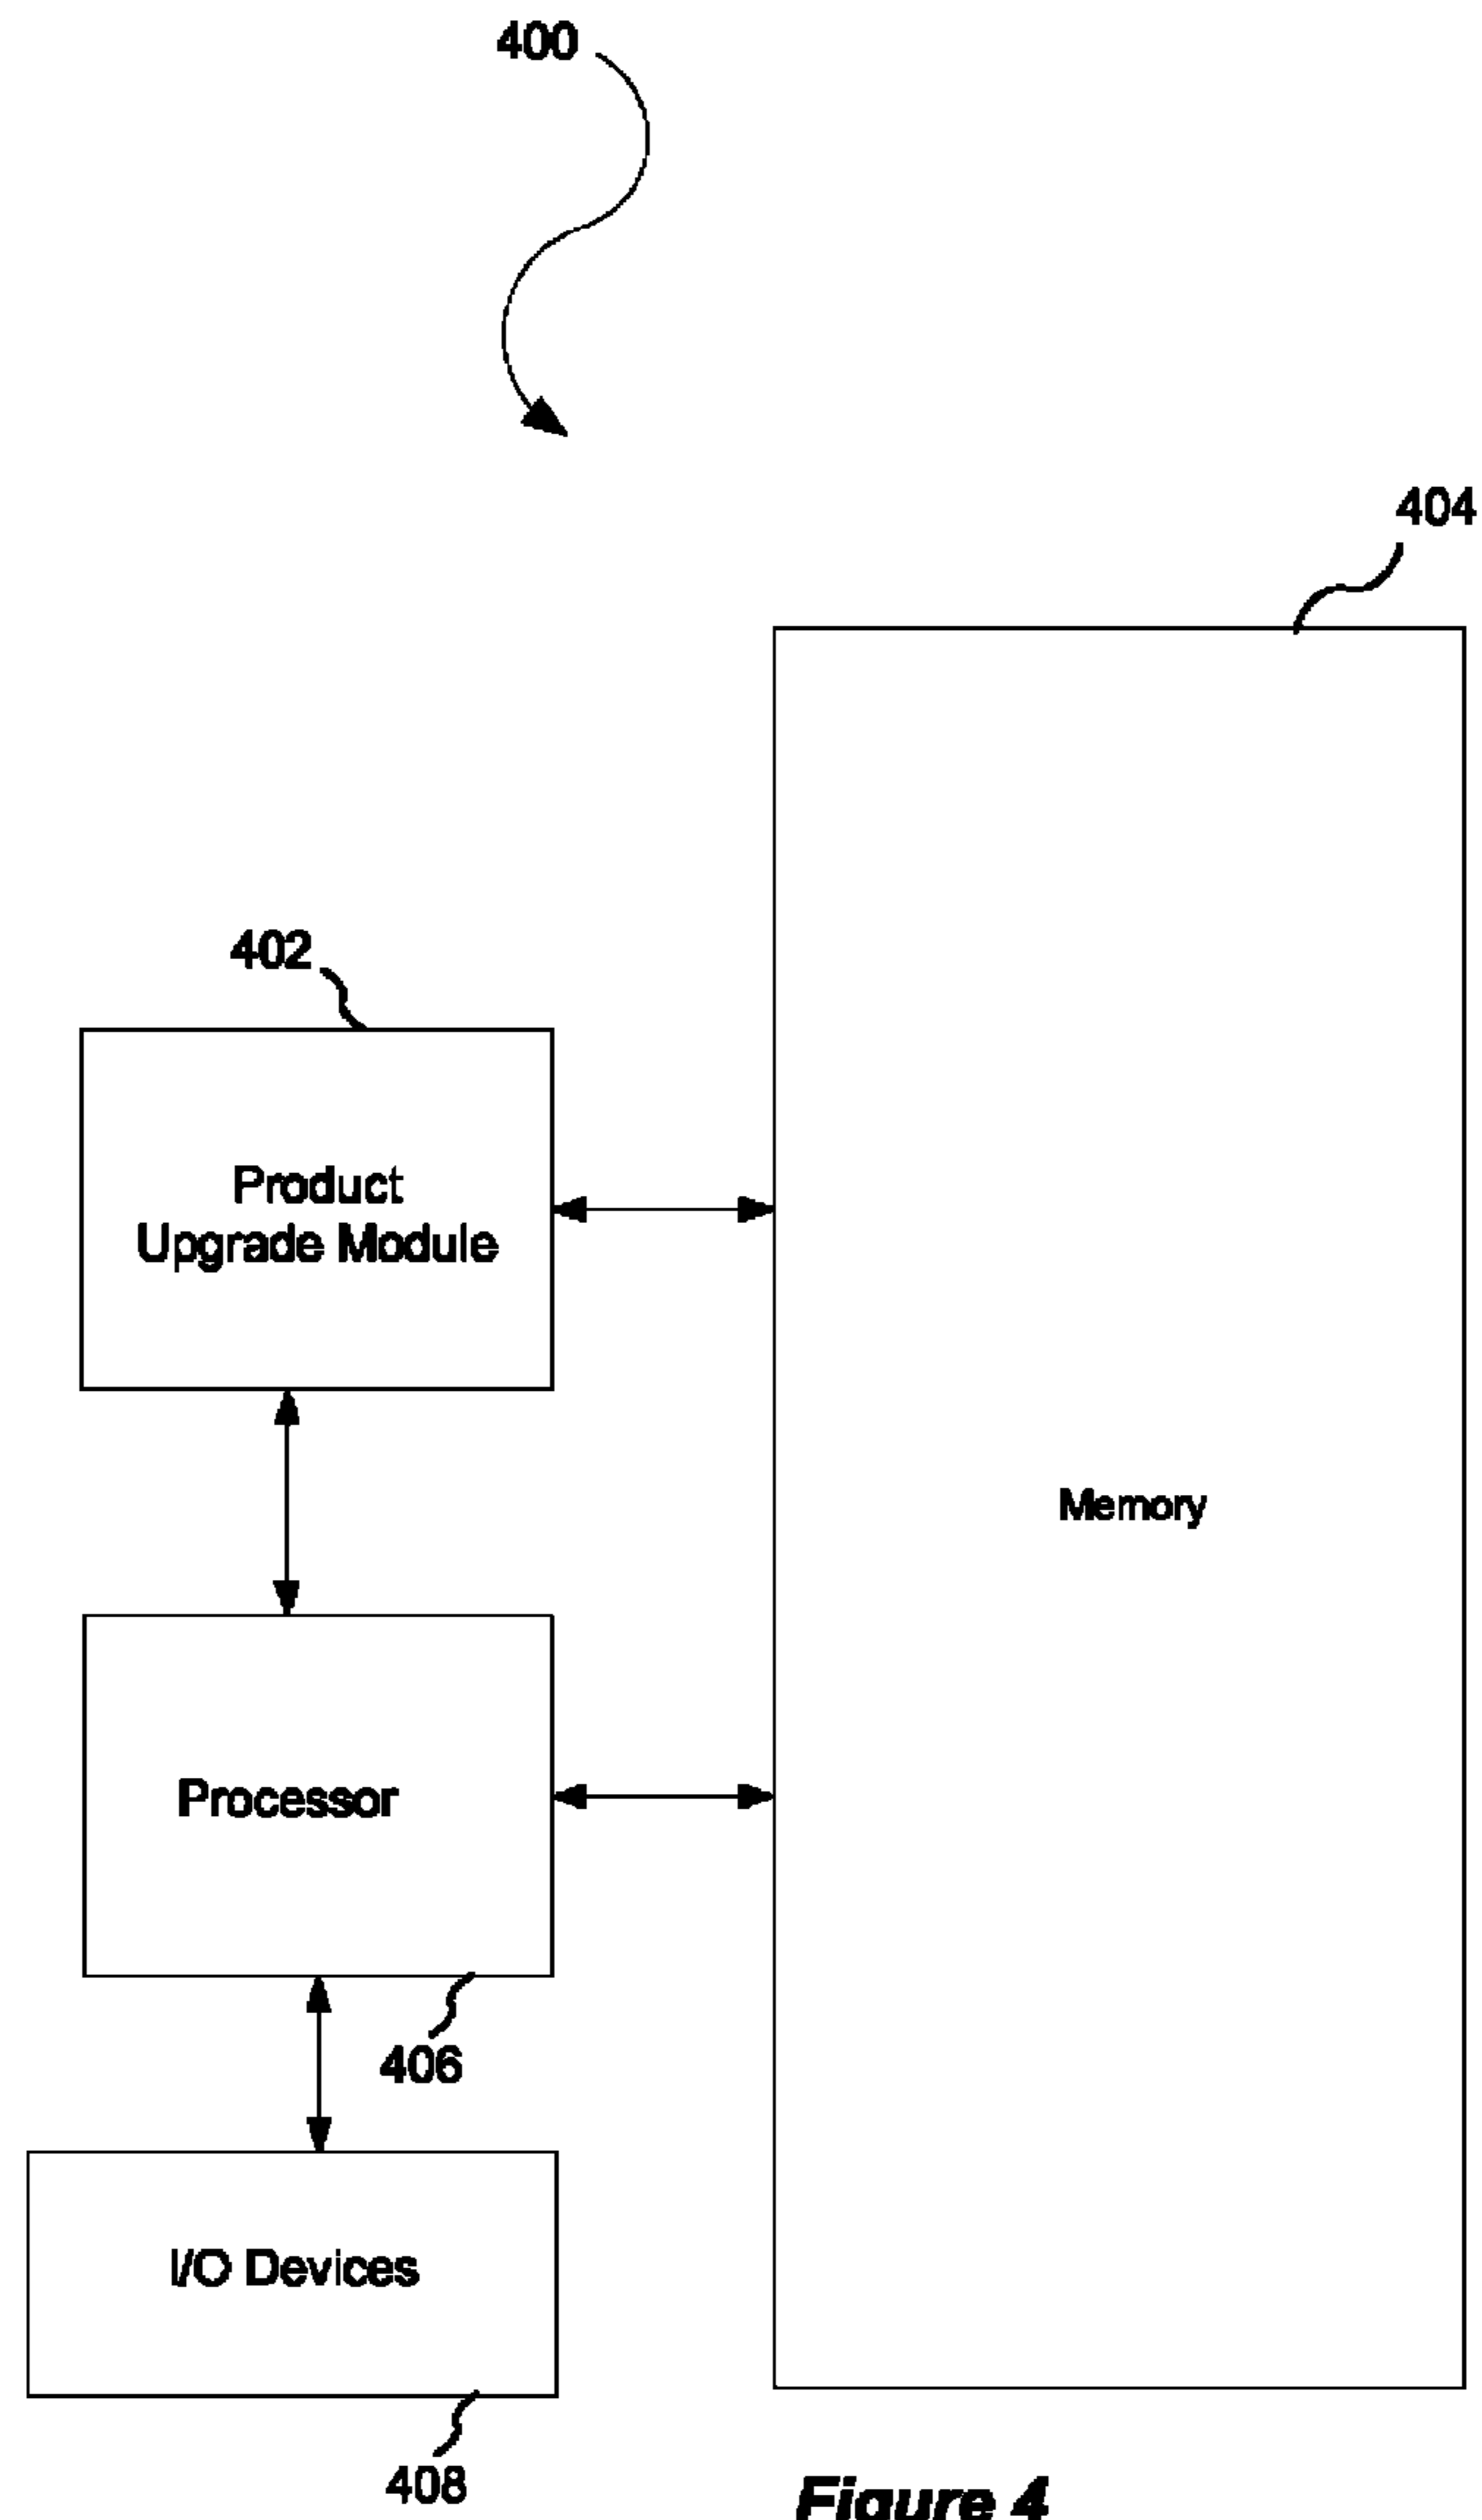 400
404
402
Product
Upgrade Module
Memory
Processor
406
I/O Devices
408
Figure 4